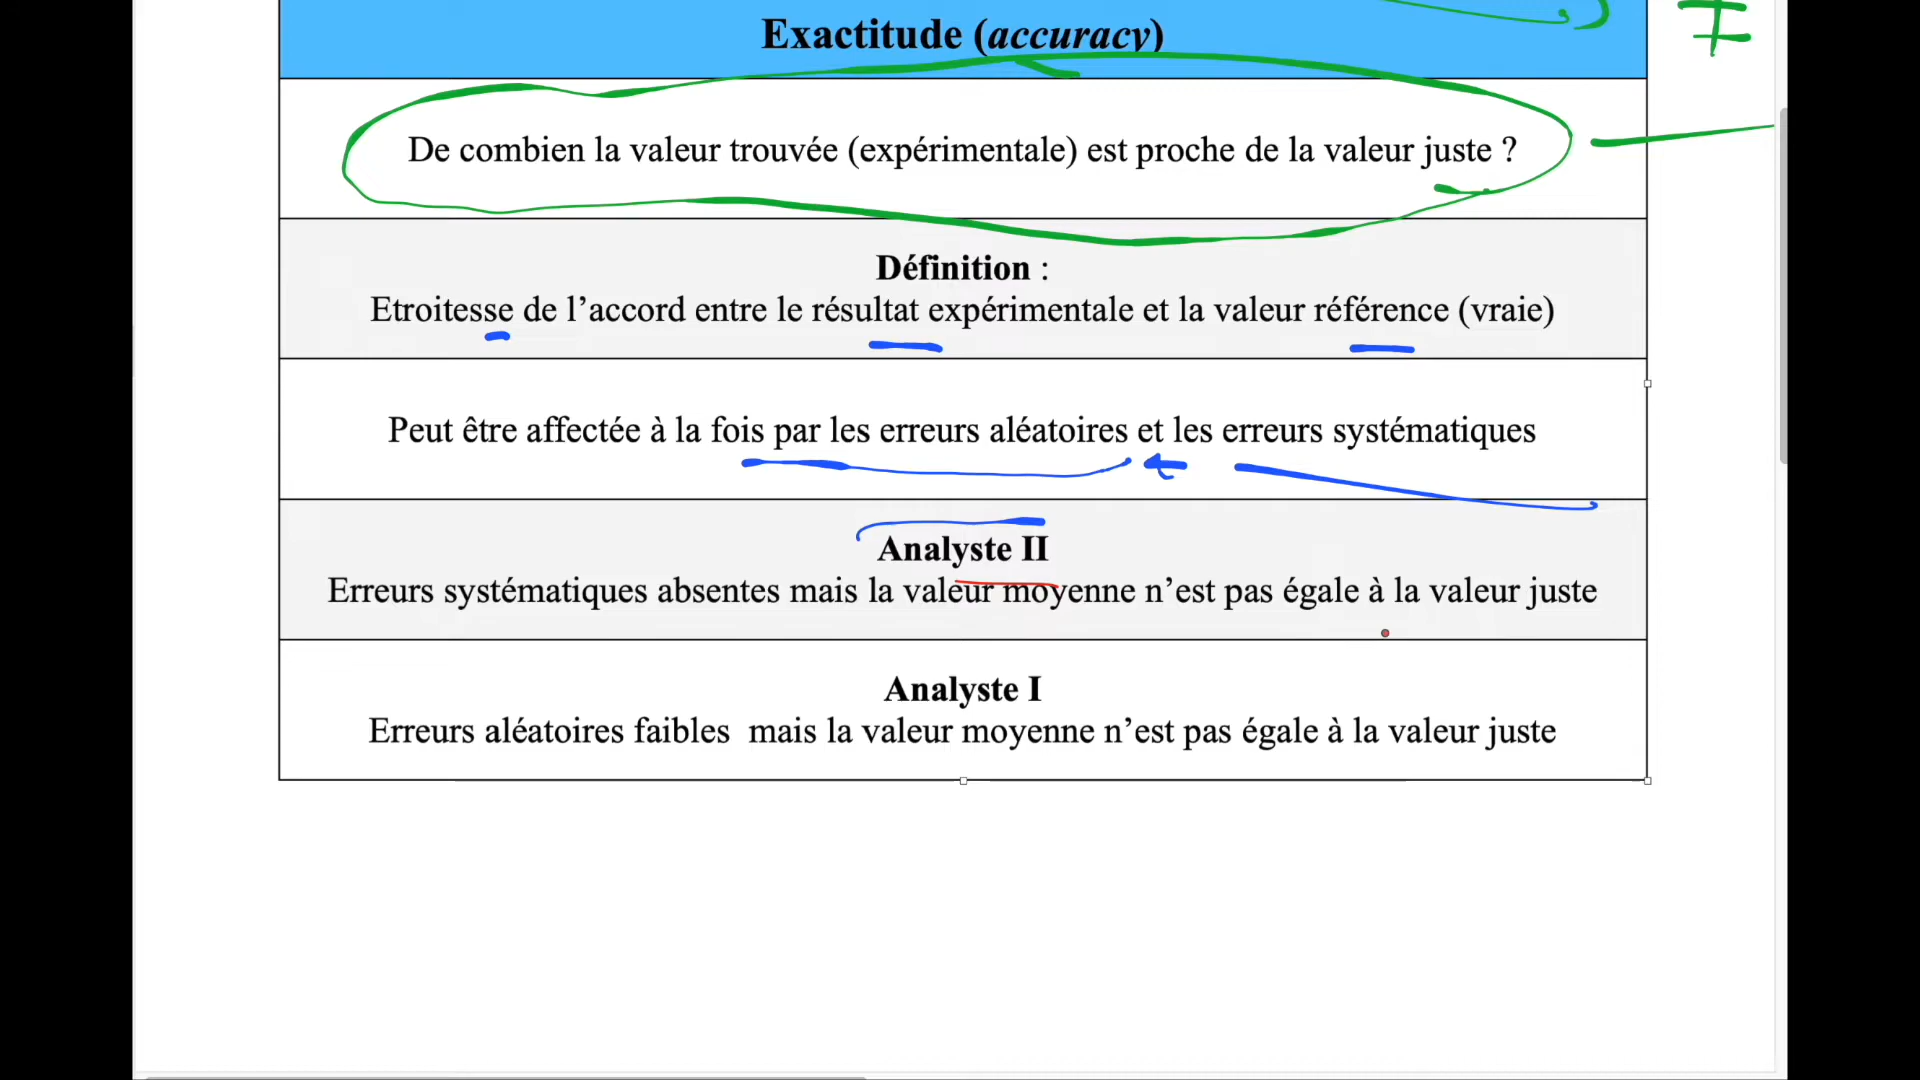 Exactitude (accuracy)
De combien la valeur trouvée (expérimentale) est proche de la valeur juste ?
Définition :
Etroitesse de l’accord entre le résultat expérimentale et la valeur référence (vraie)
Peut être affectée à la fois par les erreurs aléatoires et les erreurs systématiques
Analyste II
Erreurs systématiques absentes mais la valeur moyenne n’est pas égale à la valeur juste
Analyste I
Erreurs aléatoires faibles  mais la valeur moyenne n’est pas égale à la valeur juste